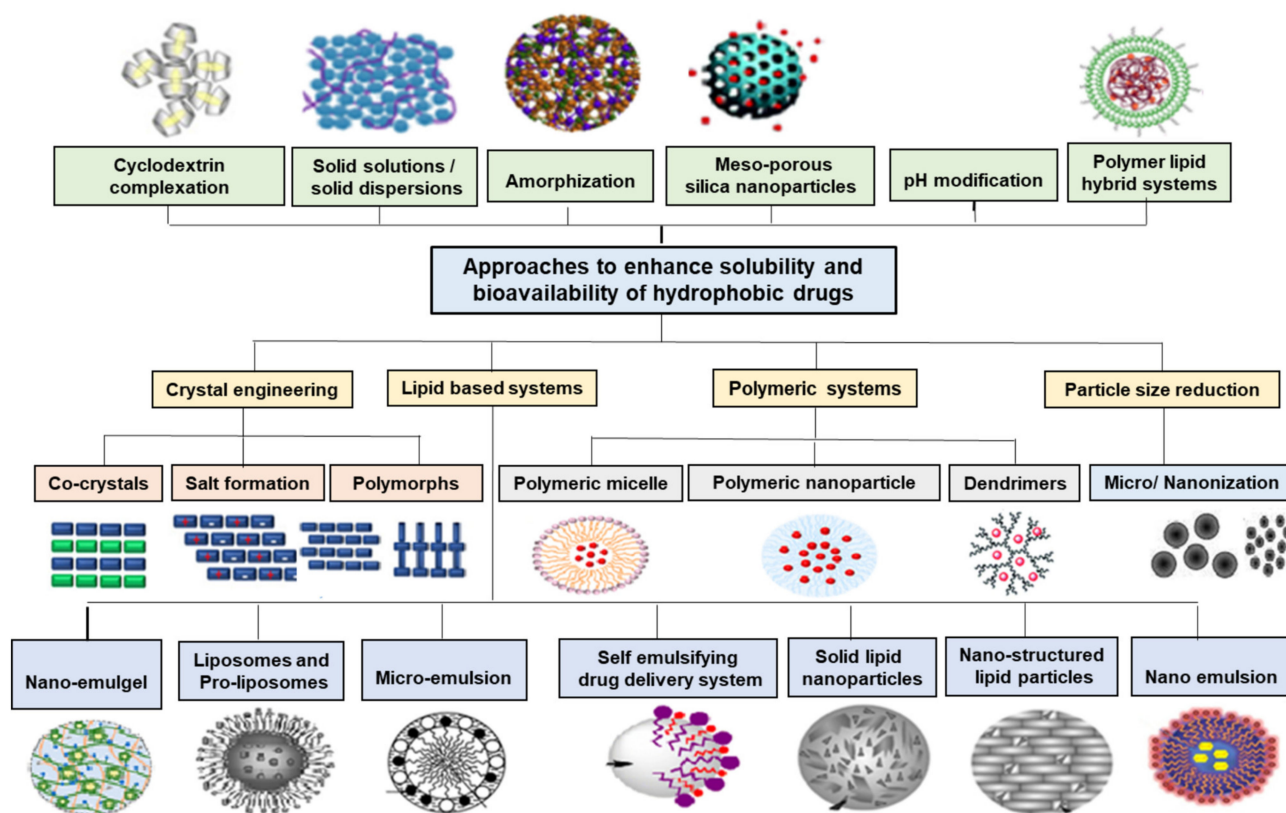 Cyclodextrin
complexation
Solid solutions /
solid dispersions
Amorphization
Meso-porous
silica nanoparticles
pH modification
Polymer lipid
hybrid systems
Approaches to enhance solubility and
bioavailability of hydrophobic drugs
Crystal engineering
Lipid based systems
Polymeric systems
Particle size reduction
Co-crystals
Salt formation
Polymorphs
Polymeric micelle
Polymeric nanoparticle
Dendrimers
Micro/ Nanonization
Nano-emulgel
Liposomes and
Pro-liposomes
Micro-emulsion
Self emulsifying
drug delivery system
Solid lipid
nanoparticles
Nano-structured
lipid particles
Nano emulsion